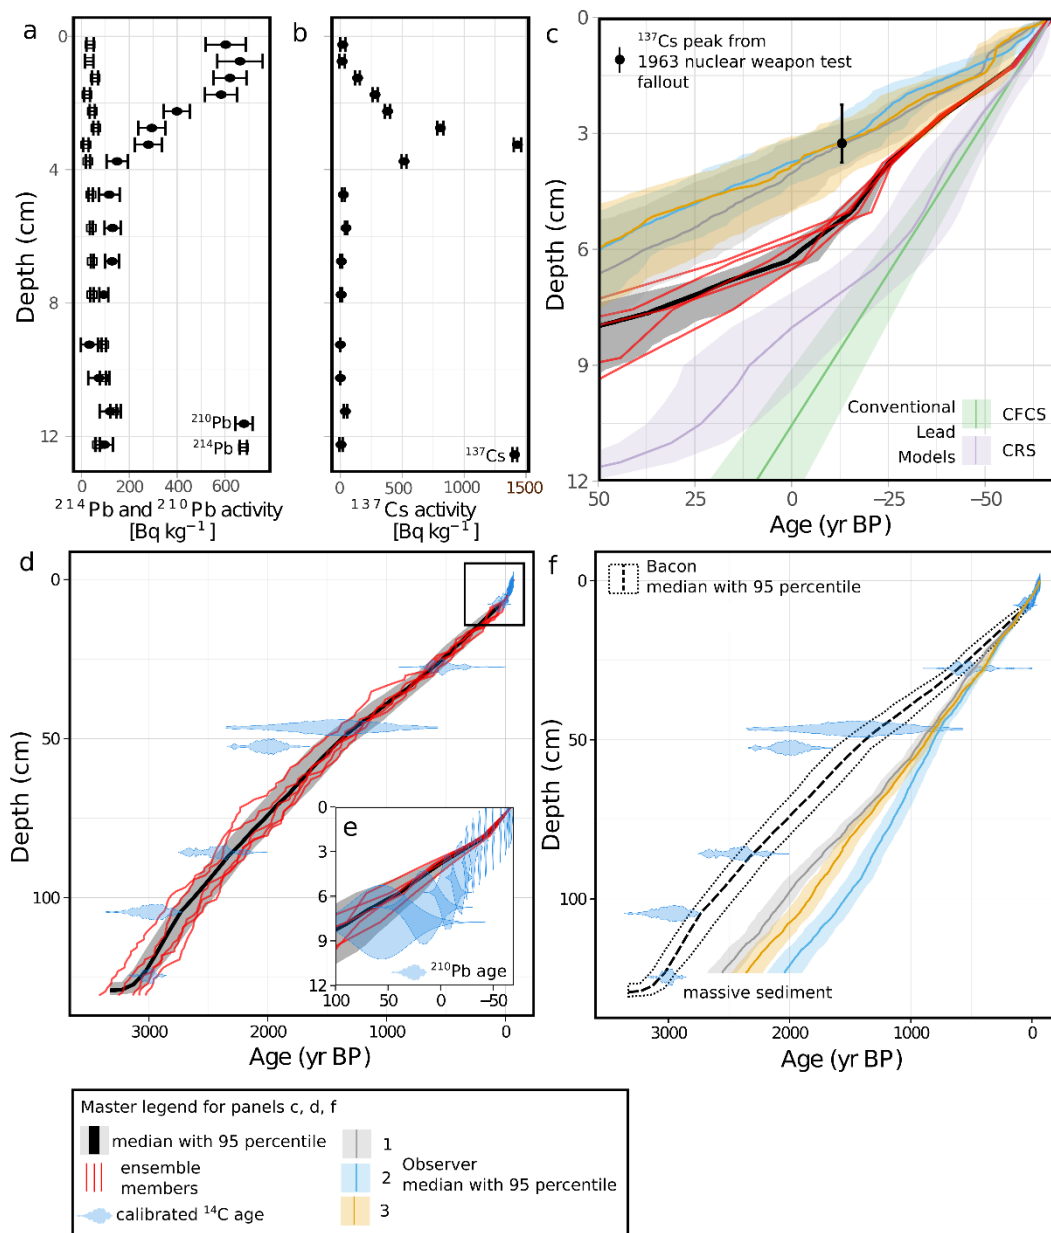 a
0
4
8
12
Depth (cm)
²¹⁰Pb
²¹⁴Pb
0
200
400
600
²¹⁴Pb and ²¹⁰Pb activity
[Bq kg⁻¹]
b
¹³⁷Cs
0
500
1000
1500
¹³⁷Cs activity
[Bq kg⁻¹]
c
¹³⁷Cs peak from
1963 nuclear weapon test
fallout
0
3
6
9
12
Depth (cm)
Conventional
Lead
Models
CFCS
CRS
50
25
0
−25
−50
Age (yr BP)
d
0
50
100
Depth (cm)
3000
2000
1000
0
Age (yr BP)
e
0
3
6
9
12
²¹⁰Pb age
100
50
0
−50
f
Bacon
median with 95 percentile
0
50
100
Depth (cm)
massive sediment
3000
2000
1000
0
Age (yr BP)
Master legend for panels c, d, f
median with 95 percentile
ensemble
members
calibrated ¹⁴C age
1
2
3
Observer
median with 95 percentile